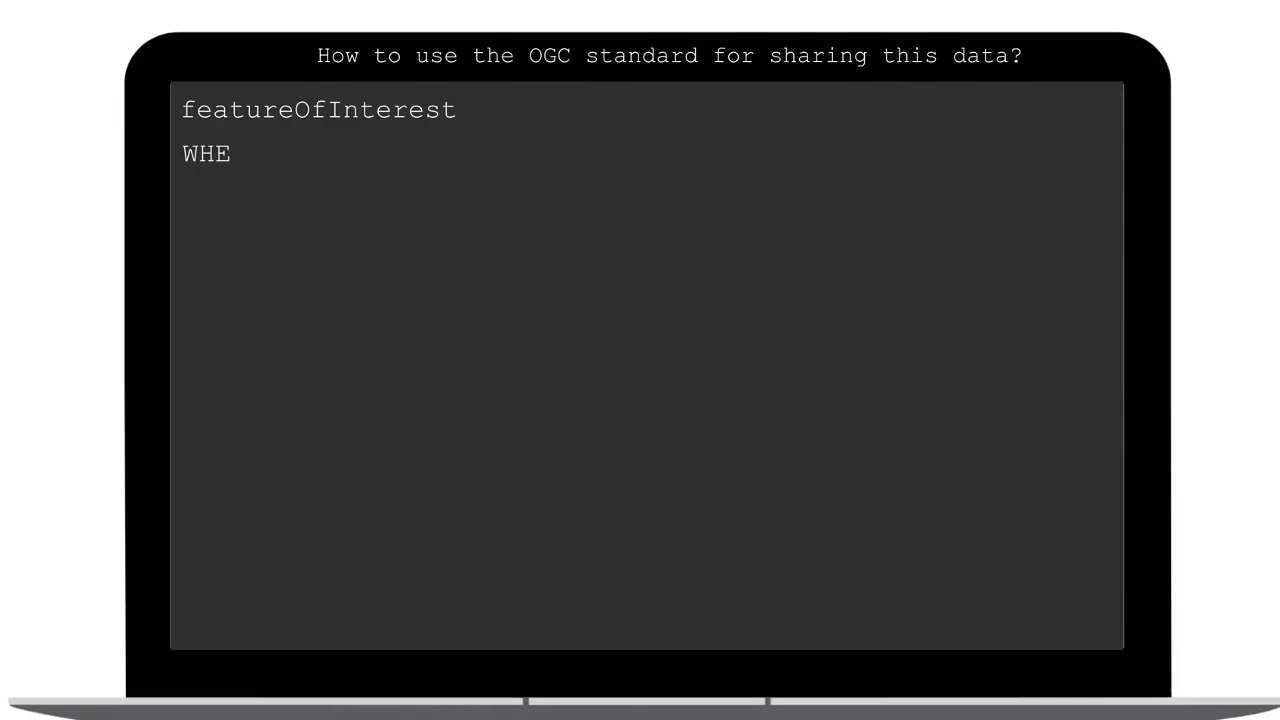 How to use the OGC standard for sharing this data?
featureOfInterest
WHE